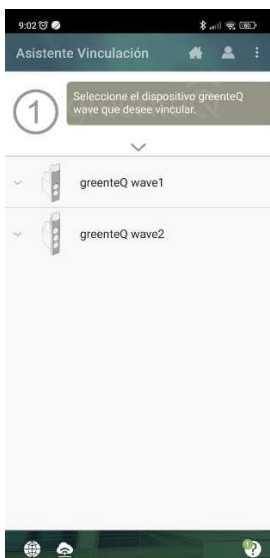 9:02
Asistente Vinculación
1
Seleccione el dispositivo greenteQ
wave que desee vincular.
greenteQ wave1
greenteQ wave2
?